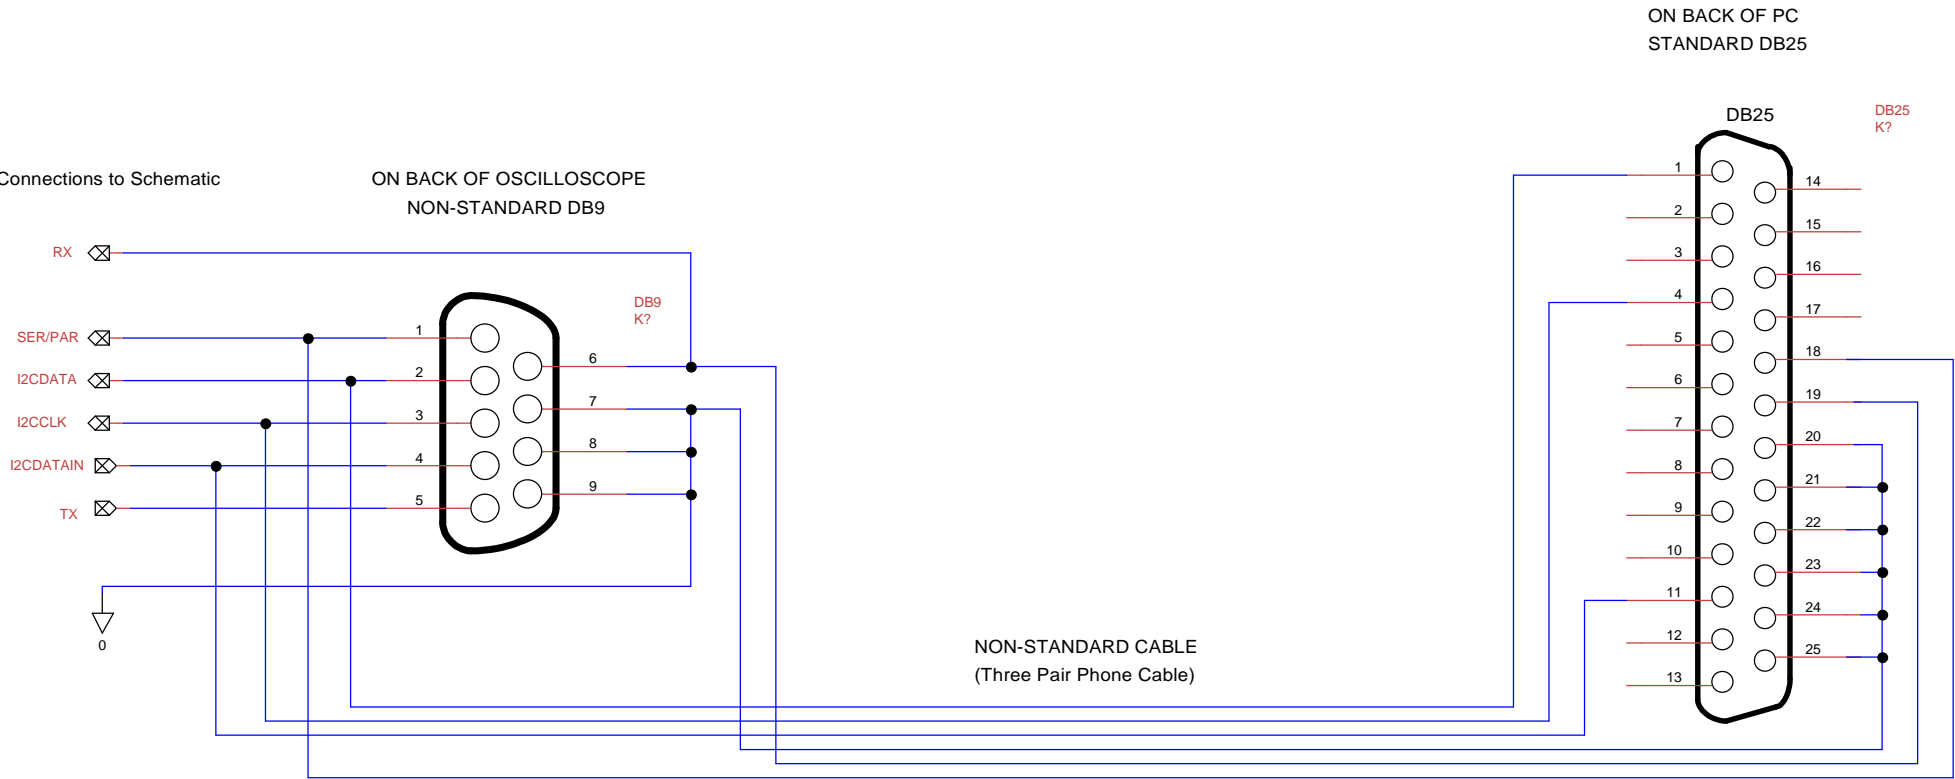 ON BACK OF PC
STANDARD DB25
DB25
DB25
K?
Connections to Schematic
ON BACK OF OSCILLOSCOPE
NON-STANDARD DB9
RX
SER/PAR
I2CDATA
I2CCLK
I2CDATAIN
TX
0
DB9
K?
1
2
3
4
5
6
7
8
9
NON-STANDARD CABLE
(Three Pair Phone Cable)
1
2
3
4
5
6
7
8
9
10
11
12
13
14
15
16
17
18
19
20
21
22
23
24
25